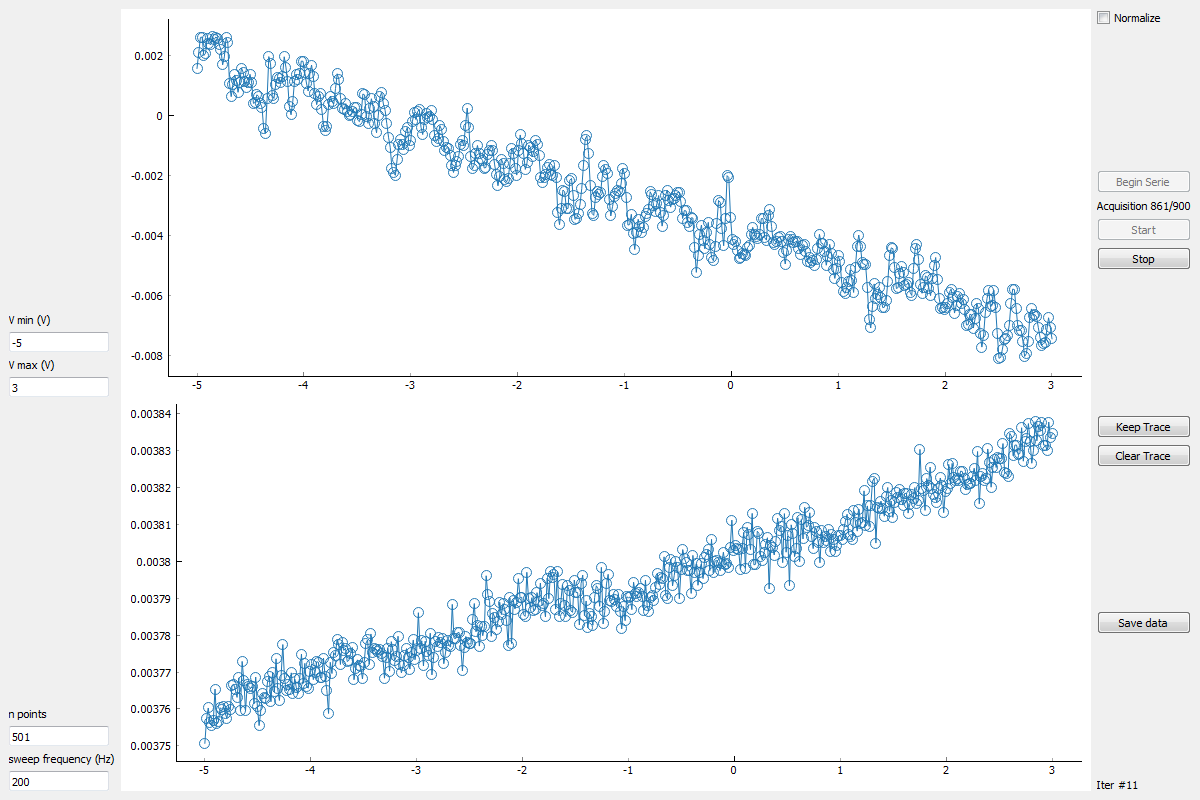 Normalize
0.002
0
-0.002
-0.004
-0.006
-0.008
-5
-4
-3
-2
-1
0
1
2
3
Begin Serie
Acquisition 861/900
Start
Stop
V min (V)
-5
V max (V)
3
0.00384
0.00383
0.00382
0.00381
0.0038
0.00379
0.00378
0.00377
0.00376
0.00375
-5
-4
-3
-2
-1
0
1
2
3
Keep Trace
Clear Trace
Save data
n points
501
sweep frequency (Hz)
200
Iter #11